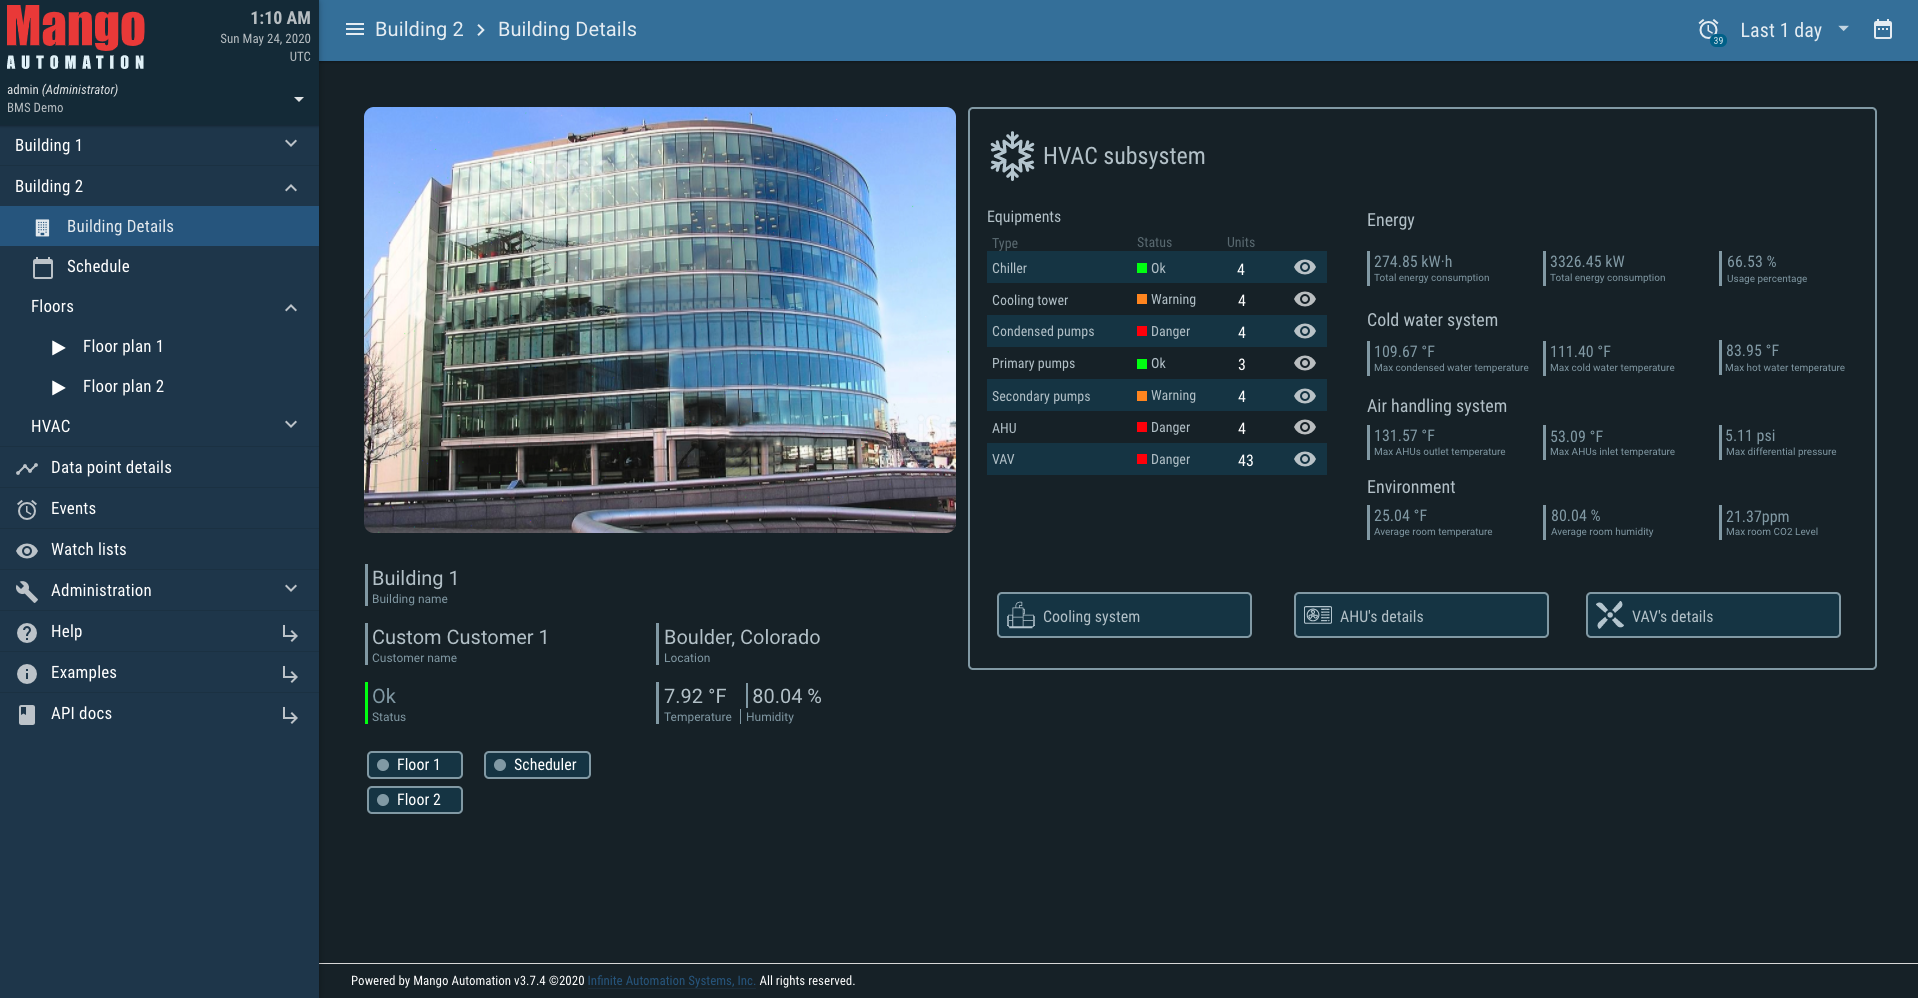 Mango
AUTOMATION
1:10 AM
Sun May 24, 2020
UTC
admin (Administrator)
BMS Demo
Building 1
Building 2
Building Details
Schedule
Floors
Floor plan 1
Floor plan 2
HVAC
Data point details
Events
Watch lists
Administration
Help
Examples
API docs
Building 2 > Building Details
39
Last 1 day
Building 1
Building name
Custom Customer 1
Customer name
Boulder, Colorado
Location
Ok
Status
7.92 °F
80.04 %
Temperature
Humidity
Floor 1
Scheduler
Floor 2
HVAC subsystem
Equipments
Type Status Units
Chiller Ok 4
Cooling tower Warning 4
Condensed pumps Danger 4
Primary pumps Ok 3
Secondary pumps Warning 4
AHU Danger 4
VAV Danger 43
Energy
274.85 kW·h
Total energy consumption
3326.45 kW
Total energy consumption
66.53 %
Usage percentage
Cold water system
109.67 °F
Max condensed water temperature
111.40 °F
Max cold water temperature
83.95 °F
Max hot water temperature
Air handling system
131.57 °F
Max AHUs outlet temperature
53.09 °F
Max AHUs inlet temperature
5.11 psi
Max differential pressure
Environment
25.04 °F
Average room temperature
80.04 %
Average room humidity
21.37ppm
Max room CO2 Level
Cooling system
AHU's details
VAV's details
Powered by Mango Automation v3.7.4 ©2020 Infinite Automation Systems, Inc. All rights reserved.